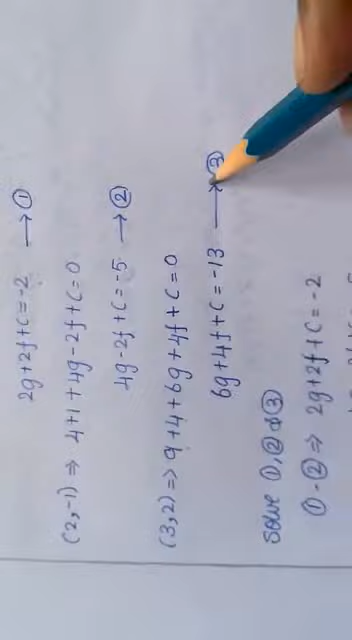 2g+2f+c=-2 → ①
(2,-1) ⇒ 4+1+4g-2f+c=0
4g-2f+c=-5 → ②
(3,2) ⇒ 9+4+6g+4f+c=0
6g+4f+c=-13 → ③
Solve ①,② & ③
①-② ⇒ 2g+2f+c=-2